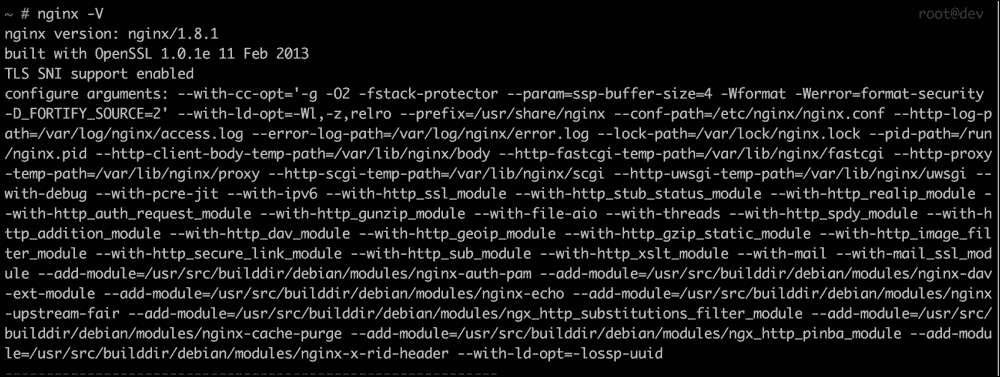 ~ # nginx -V root@dev
nginx version: nginx/1.8.1
built with OpenSSL 1.0.1e 11 Feb 2013
TLS SNI support enabled
configure arguments: --with-cc-opt='-g -O2 -fstack-protector --param=ssp-buffer-size=4 -Wformat -Werror=format-security
-D_FORTIFY_SOURCE=2' --with-ld-opt=-Wl,-z,relro --prefix=/usr/share/nginx --conf-path=/etc/nginx/nginx.conf --http-log-p
ath=/var/log/nginx/access.log --error-log-path=/var/log/nginx/error.log --lock-path=/var/lock/nginx.lock --pid-path=/run
/nginx.pid --http-client-body-temp-path=/var/lib/nginx/body --http-fastcgi-temp-path=/var/lib/nginx/fastcgi --http-proxy
-temp-path=/var/lib/nginx/proxy --http-scgi-temp-path=/var/lib/nginx/scgi --http-uwsgi-temp-path=/var/lib/nginx/uwsgi --
with-debug --with-pcre-jit --with-ipv6 --with-http_ssl_module --with-http_stub_status_module --with-http_realip_module -
-with-http_auth_request_module --with-http_gunzip_module --with-file-aio --with-threads --with-http_spdy_module --with-h
ttp_addition_module --with-http_dav_module --with-http_geoip_module --with-http_gzip_static_module --with-http_image_fil
ter_module --with-http_secure_link_module --with-http_sub_module --with-http_xslt_module --with-mail --with-mail_ssl_mod
ule --add-module=/usr/src/builddir/debian/modules/nginx-auth-pam --add-module=/usr/src/builddir/debian/modules/nginx-dav
-ext-module --add-module=/usr/src/builddir/debian/modules/nginx-echo --add-module=/usr/src/builddir/debian/modules/nginx
-upstream-fair --add-module=/usr/src/builddir/debian/modules/ngx_http_substitutions_filter_module --add-module=/usr/src/
builddir/debian/modules/nginx-cache-purge --add-module=/usr/src/builddir/debian/modules/ngx_http_pinba_module --add-modu
le=/usr/src/builddir/debian/modules/nginx-x-rid-header --with-ld-opt=-lossp-uuid